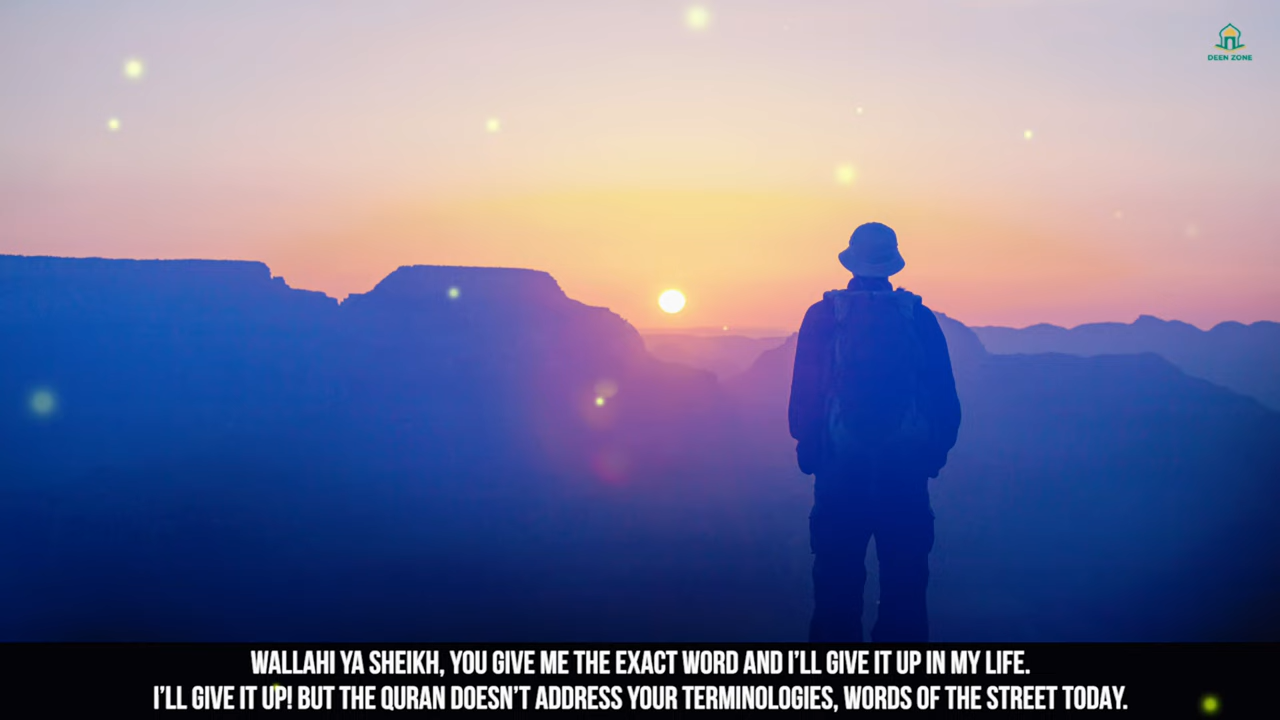 DEEN ZONE
WALLAHI YA SHEIKH, YOU GIVE ME THE EXACT WORD AND I'LL GIVE IT UP IN MY LIFE.
I'LL GIVE IT UP! BUT THE QURAN DOESN'T ADDRESS YOUR TERMINOLOGIES, WORDS OF THE STREET TODAY.